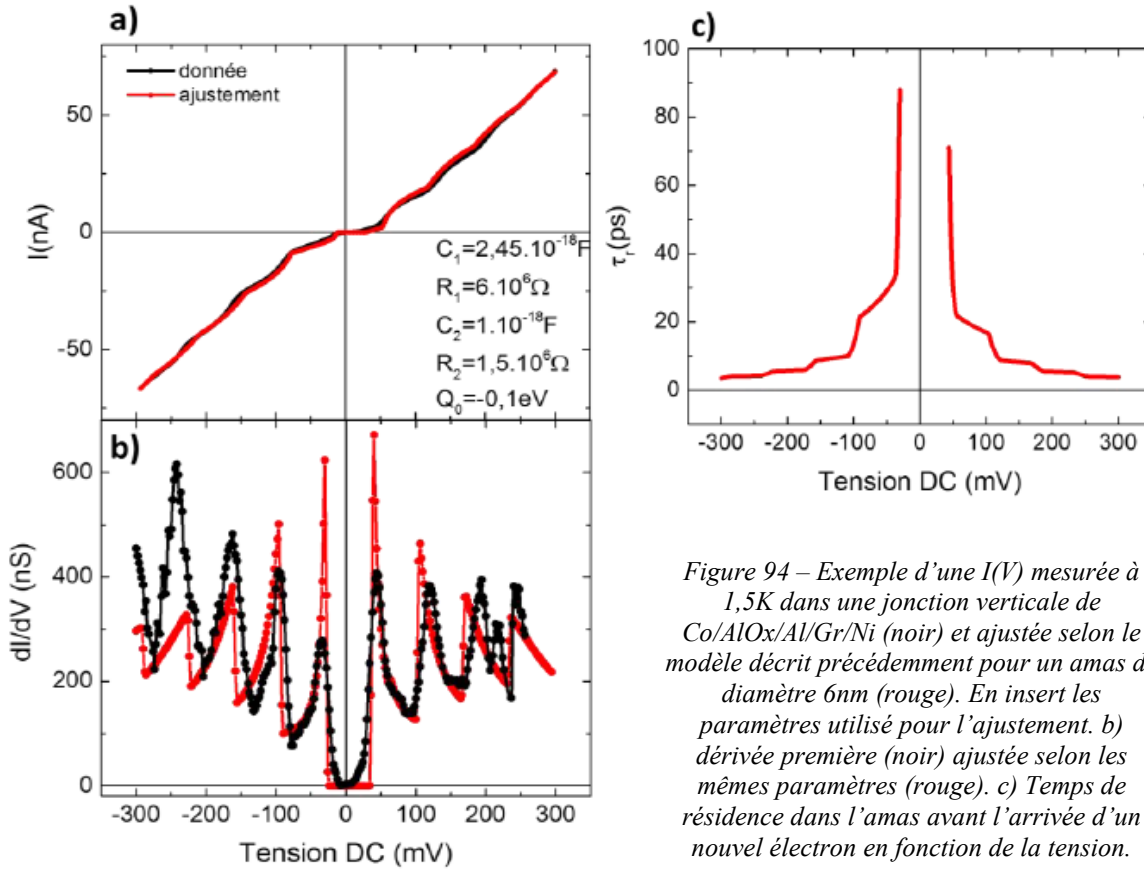 a)
donnée
ajustement
50
0
-50
I(nA)
C₁=2,45.10⁻¹⁸F
R₁=6.10⁶Ω
C₂=1.10⁻¹⁸F
R₂=1,5.10⁶Ω
Q₀=-0,1eV
b)
600
400
200
0
dI/dV (nS)
-300 -200 -100 0 100 200 300
Tension DC (mV)
c)
100
80
60
40
20
0
τᵣ(ps)
-300 -200 -100 0 100 200 300
Tension DC (mV)
Figure 94 – Exemple d'une I(V) mesurée à
1,5K dans une jonction verticale de
Co/AlOx/Al/Gr/Ni (noir) et ajustée selon le
modèle décrit précédemment pour un amas d
diamètre 6nm (rouge). En insert les
paramètres utilisé pour l'ajustement. b)
dérivée première (noir) ajustée selon les
mêmes paramètres (rouge). c) Temps de
résidence dans l'amas avant l'arrivée d'un
nouvel électron en fonction de la tension.